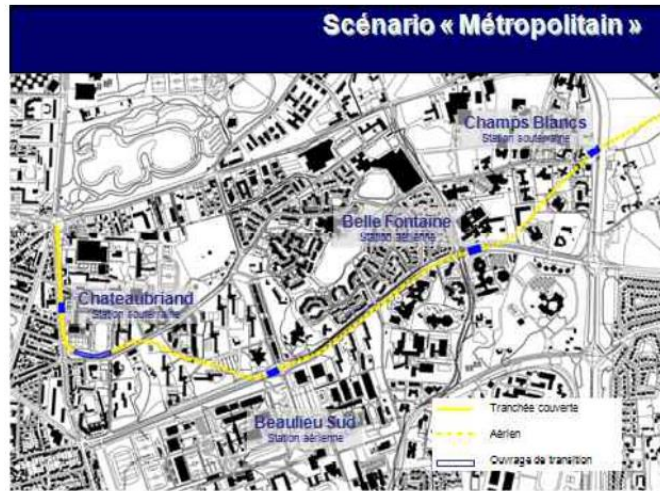 Scénario « Métropolitain »
Champs Blancs
Station souterraine
Belle Fontaine
Station aérienne
Chateaubriand
Station souterraine
Beaulieu Sud
Station aérienne
Tranchée couverte
Aérien
Ouvrage de transition